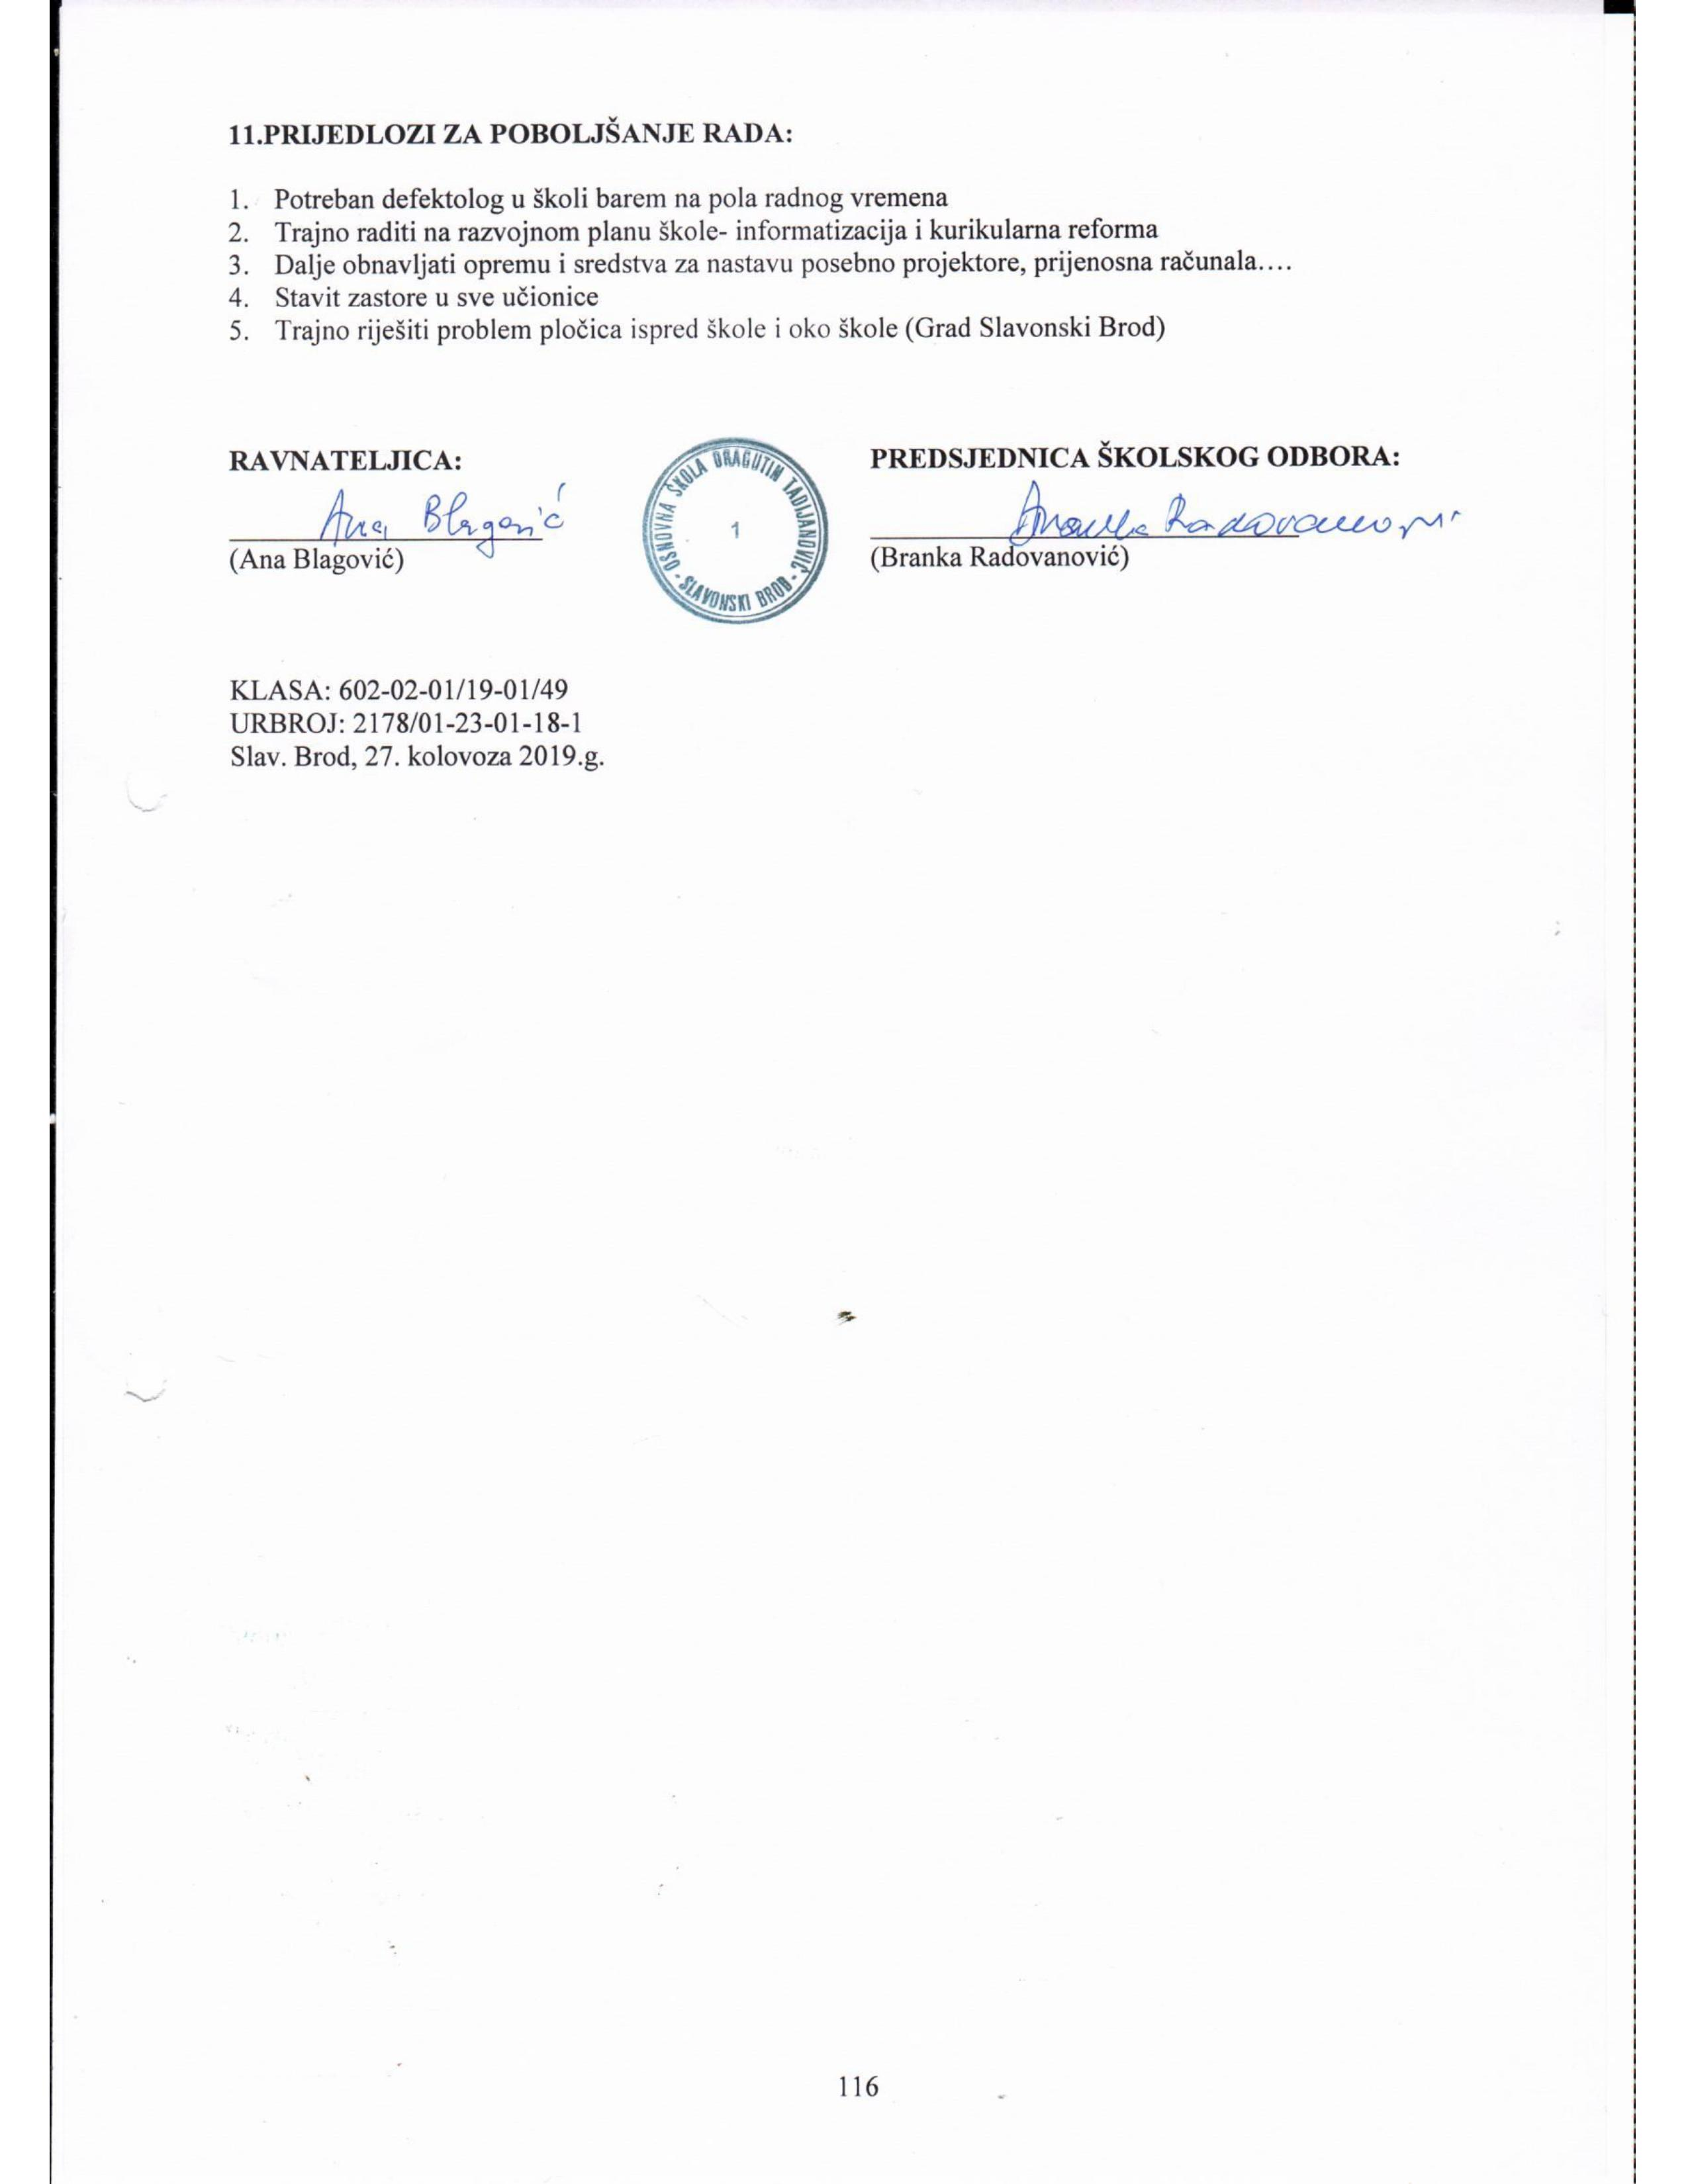 11.PRIJEDLOZI ZA POBOLJŠANJE RADA:
1. Potreban defektolog u školi barem na pola radnog vremena
2. Trajno raditi na razvojnom planu škole- informatizacija i kurikularna reforma
3. Dalje obnavljati opremu i sredstva za nastavu posebno projektore, prijenosna računala….
4. Stavit zastore u sve učionice
5. Trajno riješiti problem pločica ispred škole i oko škole (Grad Slavonski Brod)
RAVNATELJICA:
Ana Blagović
(Ana Blagović)
OSNOVNA ŠKOLA DRAGUTIN TADIJANOVIĆ - SLAVONSKI BROD -
1
PREDSJEDNICA ŠKOLSKOG ODBORA:
Branka Radovanović
(Branka Radovanović)
KLASA: 602-02-01/19-01/49
URBROJ: 2178/01-23-01-18-1
Slav. Brod, 27. kolovoza 2019.g.
116